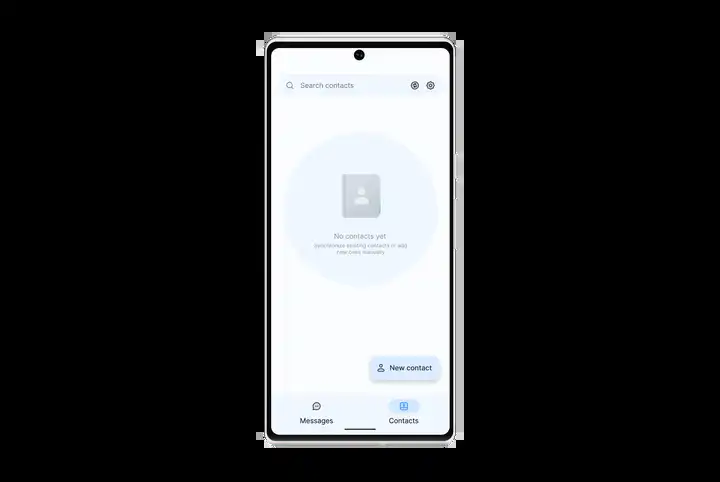 Search contacts
No contacts yet
Synchronize existing contacts or add
new ones manually
New contact
Messages
Contacts